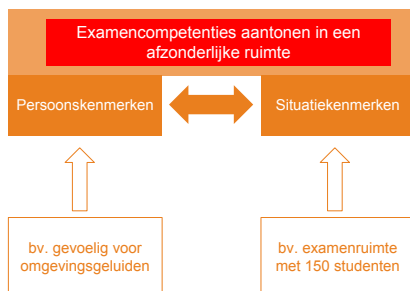 Examencompetenties aantonen in een
afzonderlijke ruimte
Persoonskenmerken
Situatiekenmerken
bv. gevoelig voor
omgevingsgeluiden
bv. examenruimte
met 150 studenten